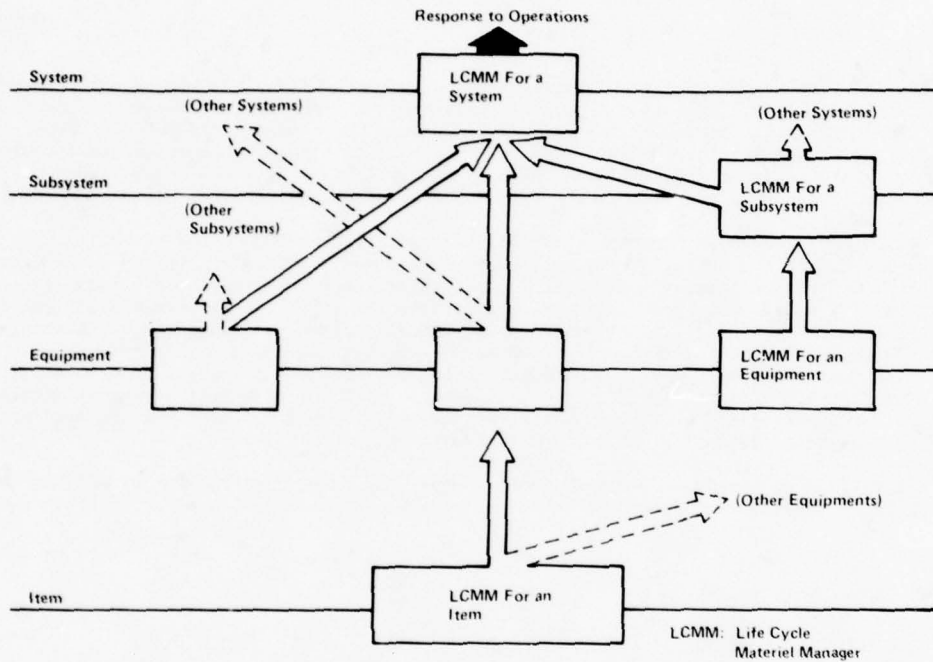 Response to Operations
LCMM For a
System
System
(Other Systems)
(Other Systems)
Subsystem
LCMM For a
Subsystem
(Other
Subsystems)
Equipment
LCMM For an
Equipment
(Other Equipments)
Item
LCMM For an
Item
LCMM: Life Cycle
Materiel Manager